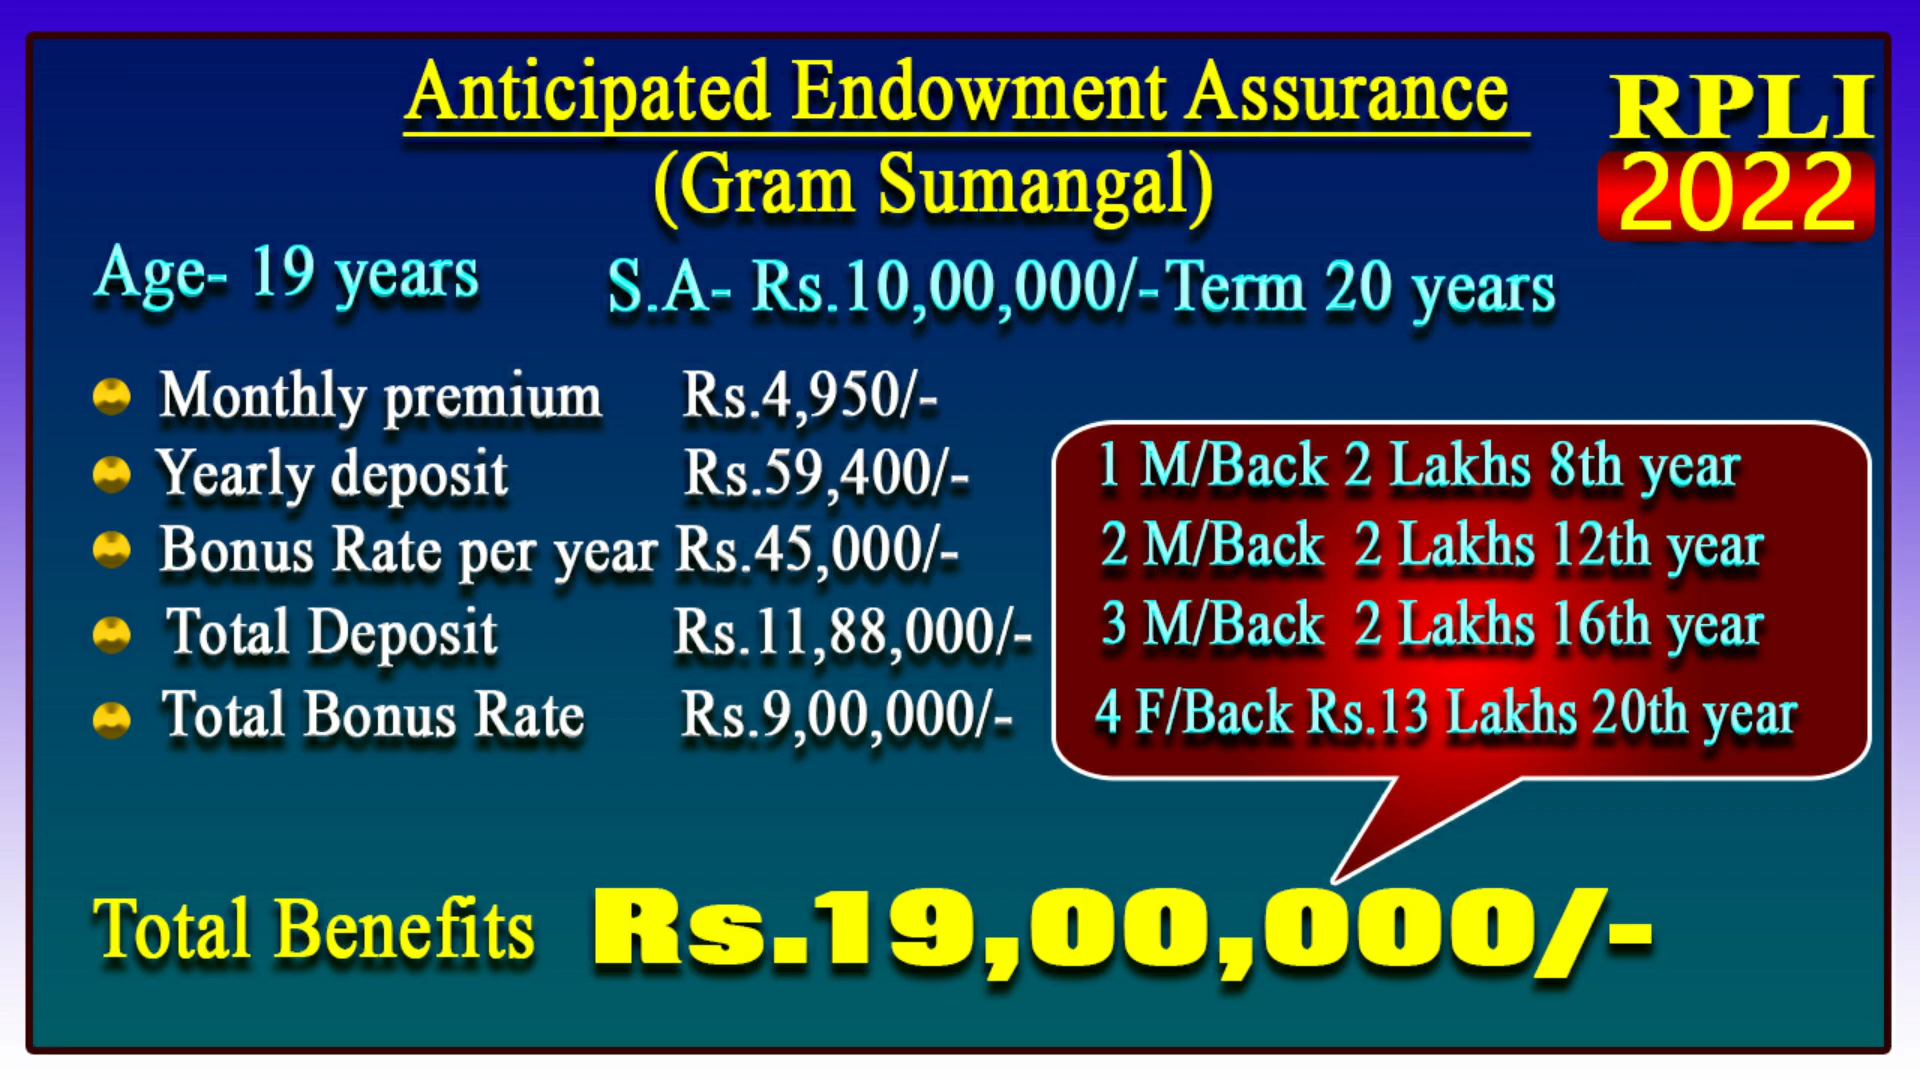 Anticipated Endowment Assurance
(Gram Sumangal)
RPLI
2022
Age- 19 years S.A- Rs.10,00,000/-Term 20 years
Monthly premium Rs.4,950/-
Yearly deposit Rs.59,400/-
Bonus Rate per year Rs.45,000/-
Total Deposit Rs.11,88,000/-
Total Bonus Rate Rs.9,00,000/-
1 M/Back 2 Lakhs 8th year
2 M/Back 2 Lakhs 12th year
3 M/Back 2 Lakhs 16th year
4 F/Back Rs.13 Lakhs 20th year
Total Benefits Rs.19,00,000/-